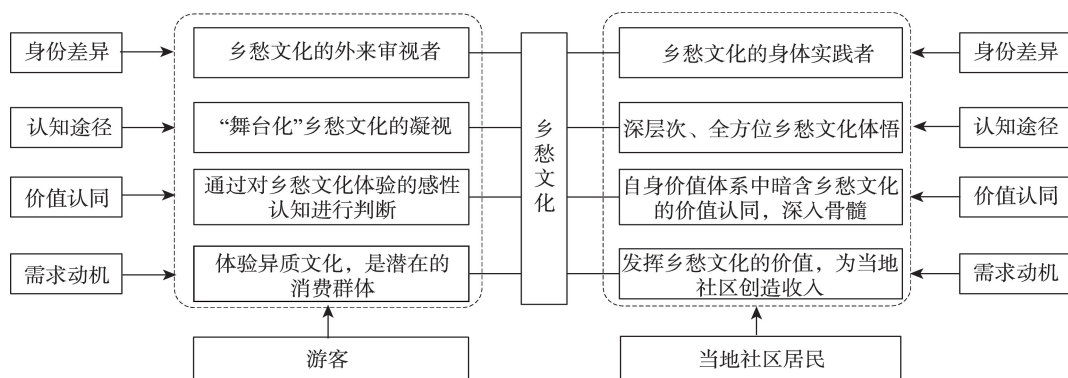 身份差异
乡愁文化的外来审视者
乡愁文化的身体实践者
身份差异
认知途径
“舞台化”乡愁文化的凝视
深层次、全方位乡愁文化体悟
认知途径
乡愁文化
价值认同
通过对乡愁文化体验的感性
认知进行判断
自身价值体系中暗含乡愁文化
的价值认同，深入骨髓
价值认同
需求动机
体验异质文化，是潜在的
消费群体
发挥乡愁文化的价值，为当地
社区创造收入
需求动机
游客
当地社区居民